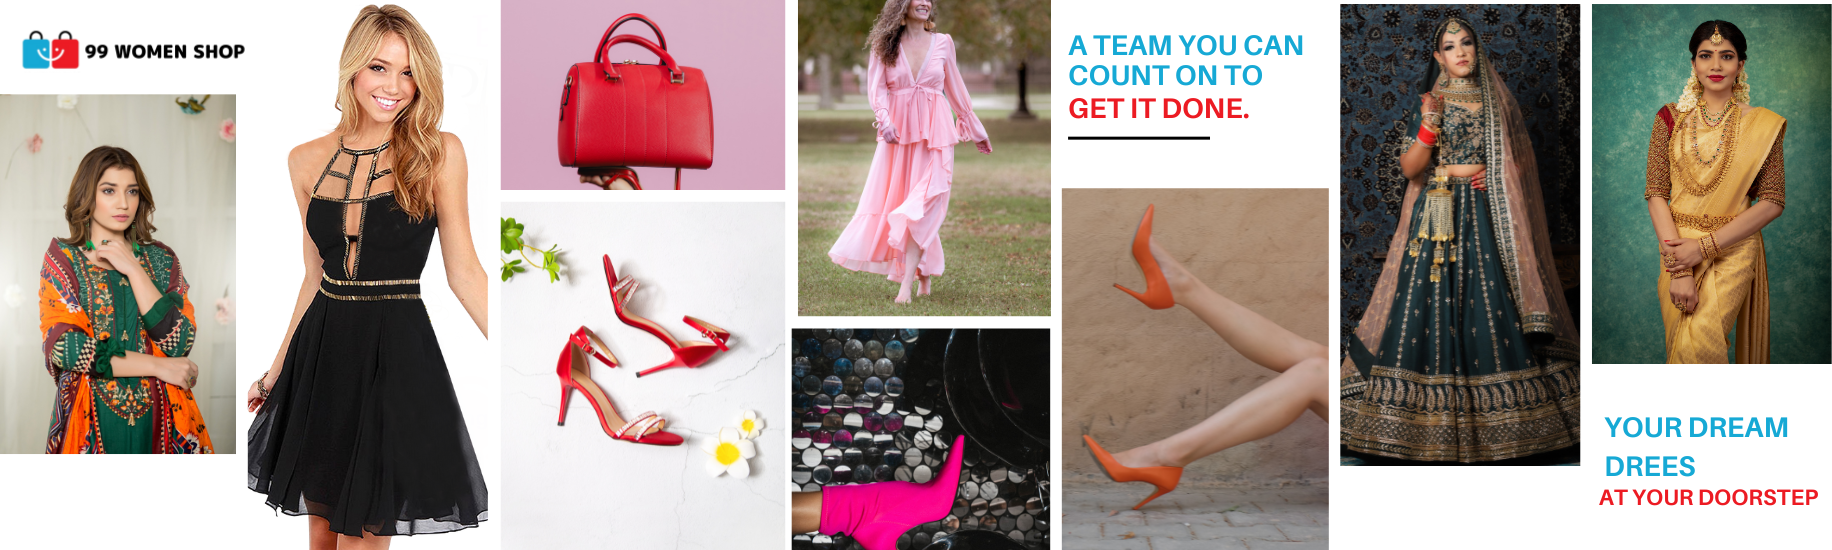 99 WOMEN SHOP
A TEAM YOU CAN
COUNT ON TO
GET IT DONE.
YOUR DREAM
DREES
AT YOUR DOORSTEP